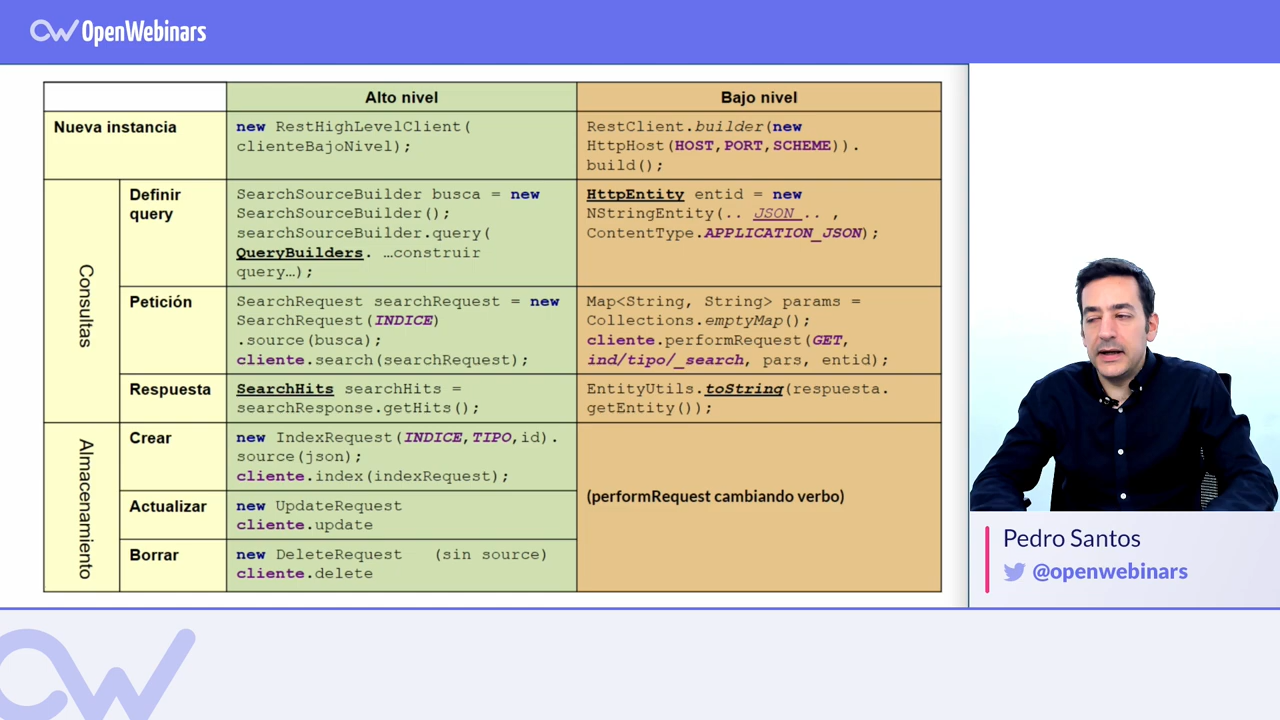 OpenWebinars
Alto nivel
Bajo nivel
Nueva instancia
new RestHighLevelClient(
clienteBajoNivel);
RestClient.builder(new
HttpHost(HOST,PORT,SCHEME)).
build();
Consultas
Definir
query
SearchSourceBuilder busca = new
SearchSourceBuilder();
searchSourceBuilder.query(
QueryBuilders. …construir
query…);
HttpEntity entid = new
NStringEntity(.. JSON .. ,
ContentType.APPLICATION_JSON);
Petición
SearchRequest searchRequest = new
SearchRequest(INDICE)
.source(busca);
cliente.search(searchRequest);
Map<String, String> params =
Collections.emptyMap();
cliente.performRequest(GET,
ind/tipo/_search, pars, entid);
Respuesta
SearchHits searchHits =
searchResponse.getHits();
EntityUtils.toString(respuesta.
getEntity());
Almacenamiento
Crear
new IndexRequest(INDICE,TIPO,id).
source(json);
cliente.index(indexRequest);
(performRequest cambiando verbo)
Actualizar
new UpdateRequest
cliente.update
Borrar
new DeleteRequest (sin source)
cliente.delete
Pedro Santos
@openwebinars